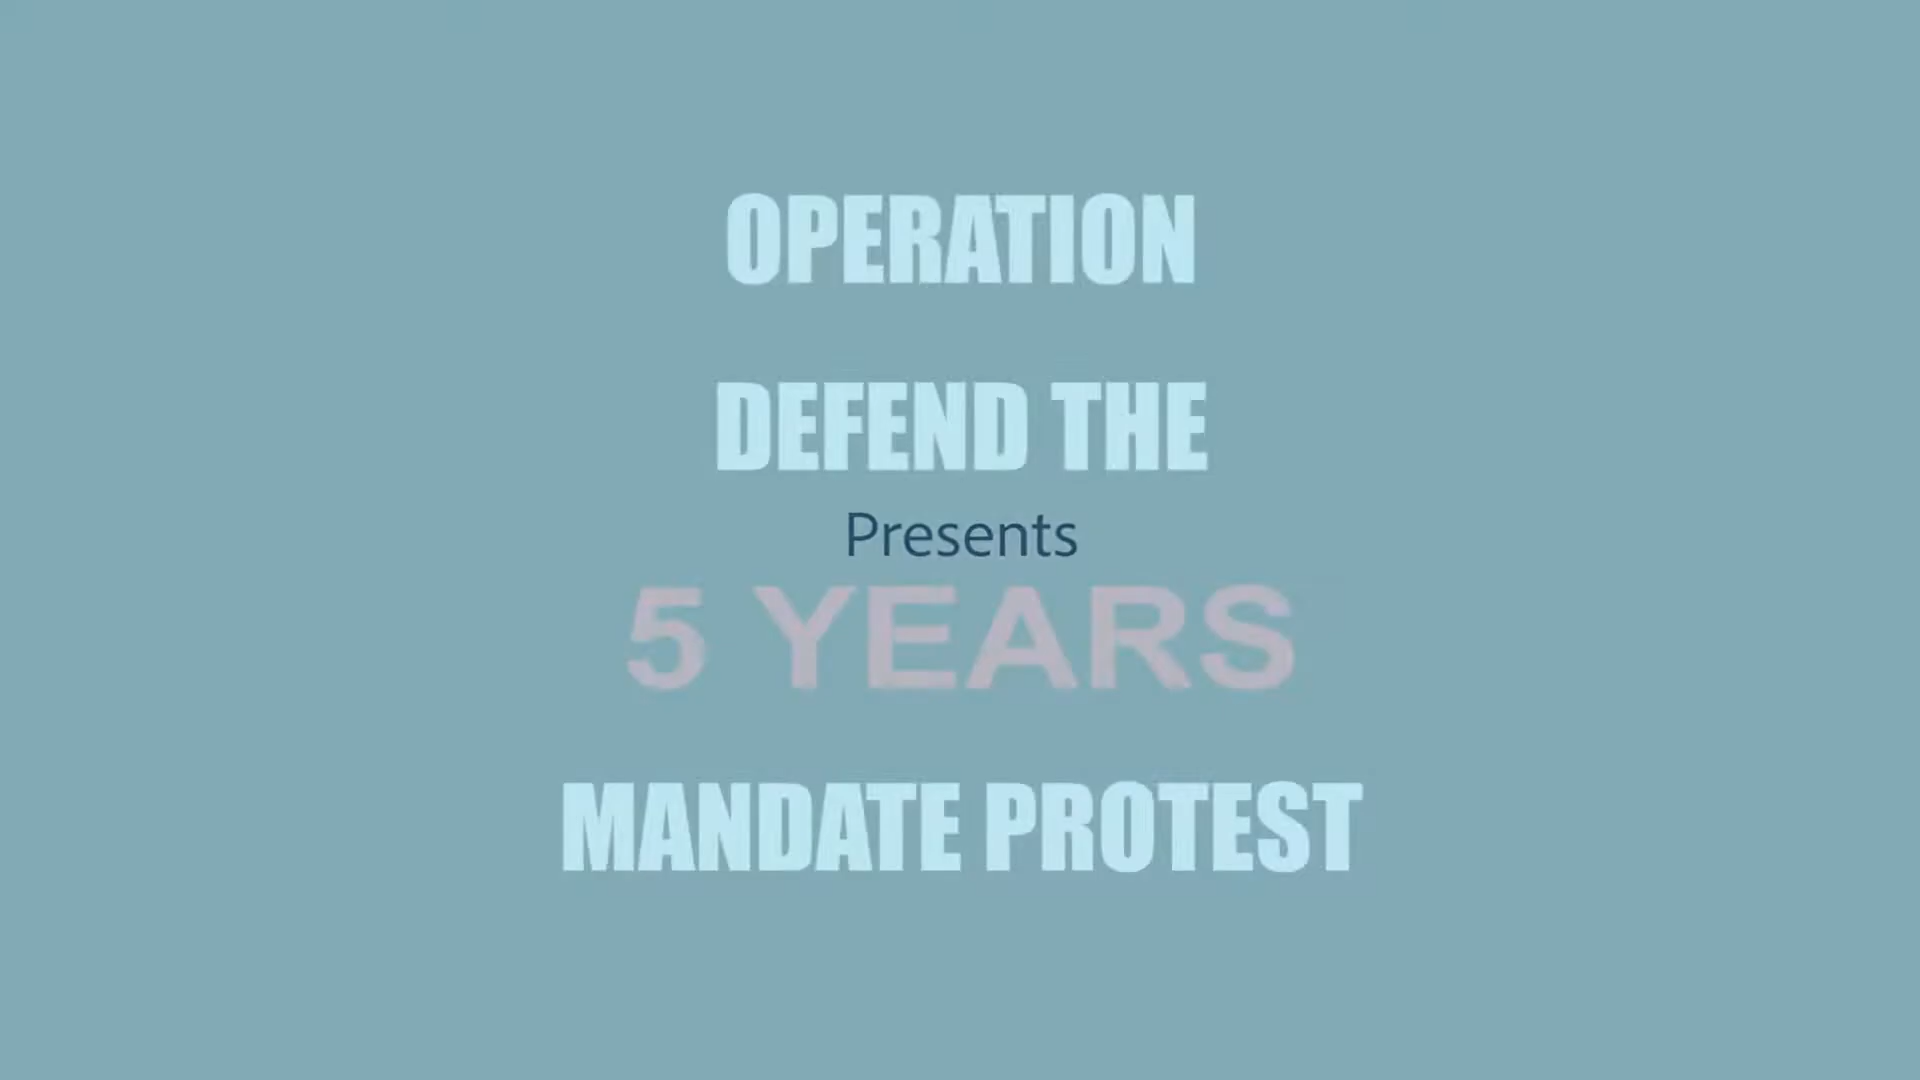 OPERATION
DEFEND THE
Presents
5 YEARS
MANDATE PROTEST